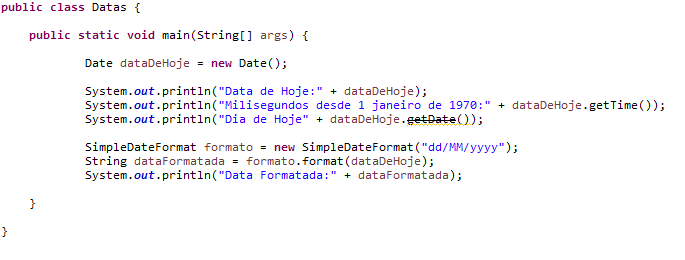 public class Datas {
public static void main(String[] args) {
Date dataDeHoje = new Date();
System.out.println("Data de Hoje:" + dataDeHoje);
System.out.println("Milisegundos desde 1 janeiro de 1970:" + dataDeHoje.getTime());
System.out.println("Dia de Hoje" + dataDeHoje.getDate());
SimpleDateFormat formato = new SimpleDateFormat("dd/MM/yyyy");
String dataFormatada = formato.format(dataDeHoje);
System.out.println("Data Formatada:" + dataFormatada);
}
}